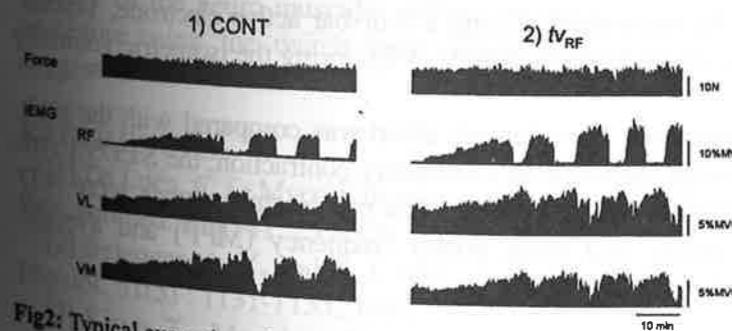 1) CONT
2) tvRF
Force
10N
IEMG
RF
10%MV
VL
5%MV
VM
5%MV
10 min
Fig2: Typical